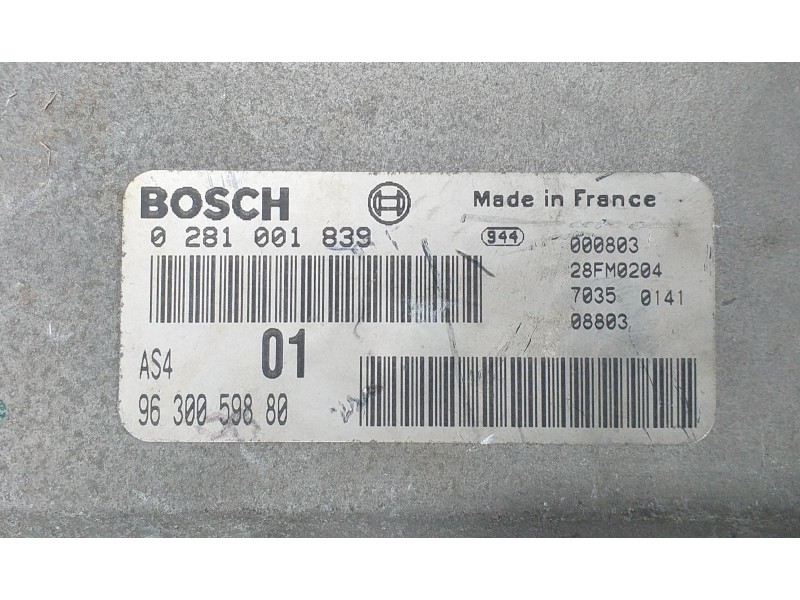 BOSCH Made in France
0 281 001 839 944 000803
28FM0204
7035 0141
08803
AS4 01
96 300 598 80